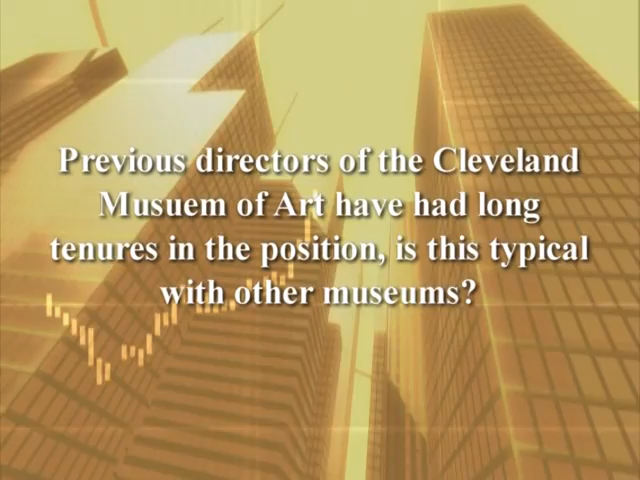 Previous directors of the Cleveland
Musuem of Art have had long
tenures in the position, is this typical
with other museums?